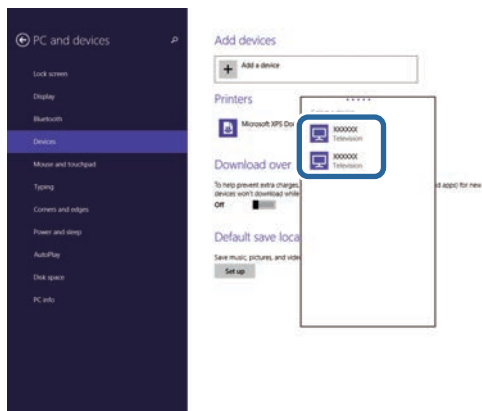 PC and devices
Lock screen
Display
Bluetooth
Devices
Mouse and touchpad
Typing
Corners and edges
Power and sleep
AutoPlay
Disk space
PC info
Add devices
Add a device
Printers
Microsoft XPS Do
XXXXXX
Television
XXXXXX
Television
Download over
To help prevent extra charges, d apps) for new
devices won't download while
Off
Default save loca
Save music, pictures, and vide
Set up